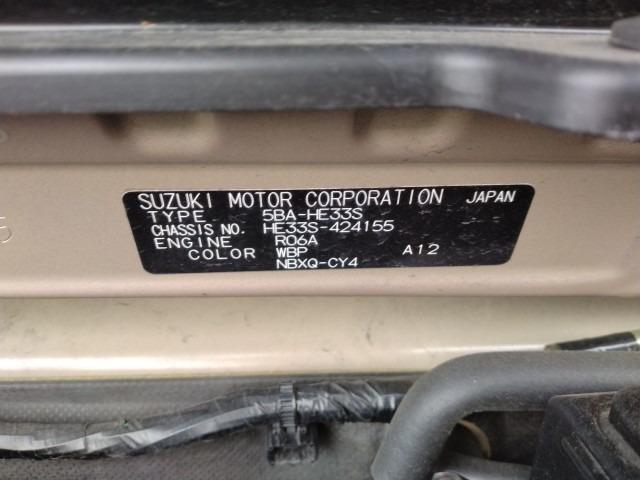 SUZUKI MOTOR CORPORATION JAPAN
TYPE 5BA-HE33S
CHASSIS NO. HE33S-424155
ENGINE R06A
COLOR WBP A12
NBXQ-CY4